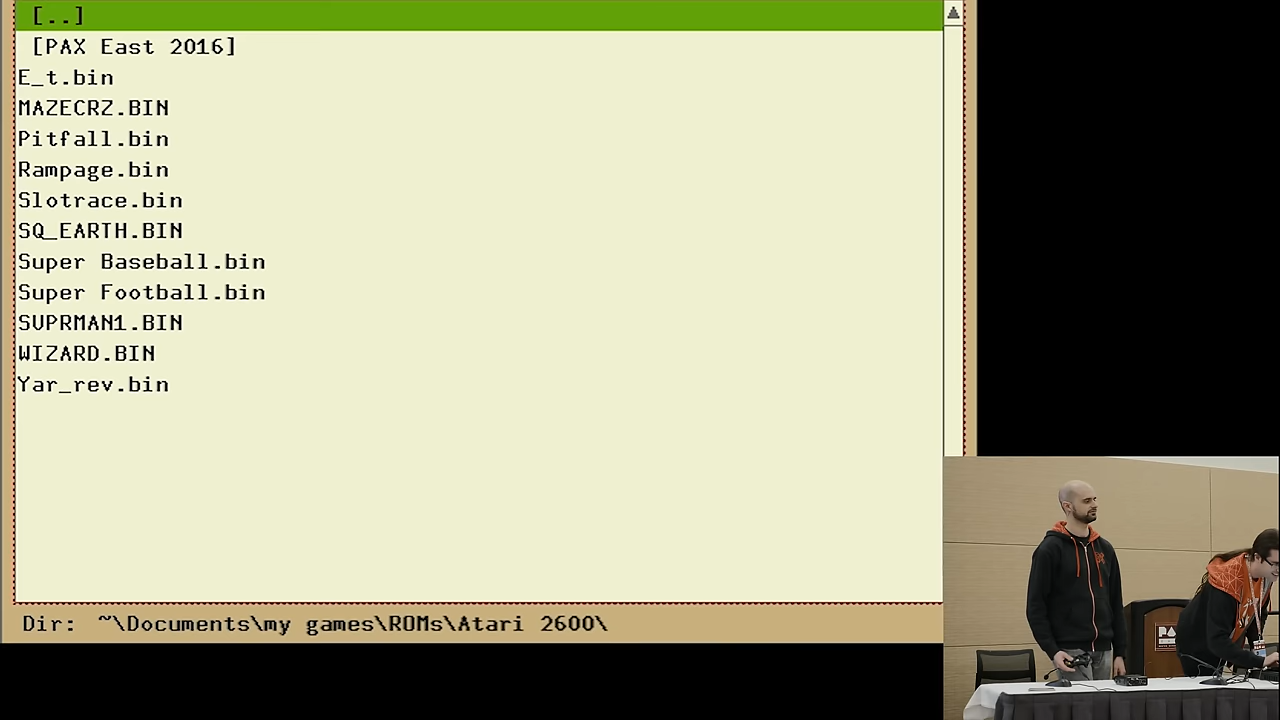 [..]
[PAX East 2016]
E_t.bin
MAZECRZ.BIN
Pitfall.bin
Rampage.bin
Slotrace.bin
SQ_EARTH.BIN
Super Baseball.bin
Super Football.bin
SUPRMAN1.BIN
WIZARD.BIN
Yar_rev.bin
Dir: ~\Documents\my games\ROMs\Atari 2600\